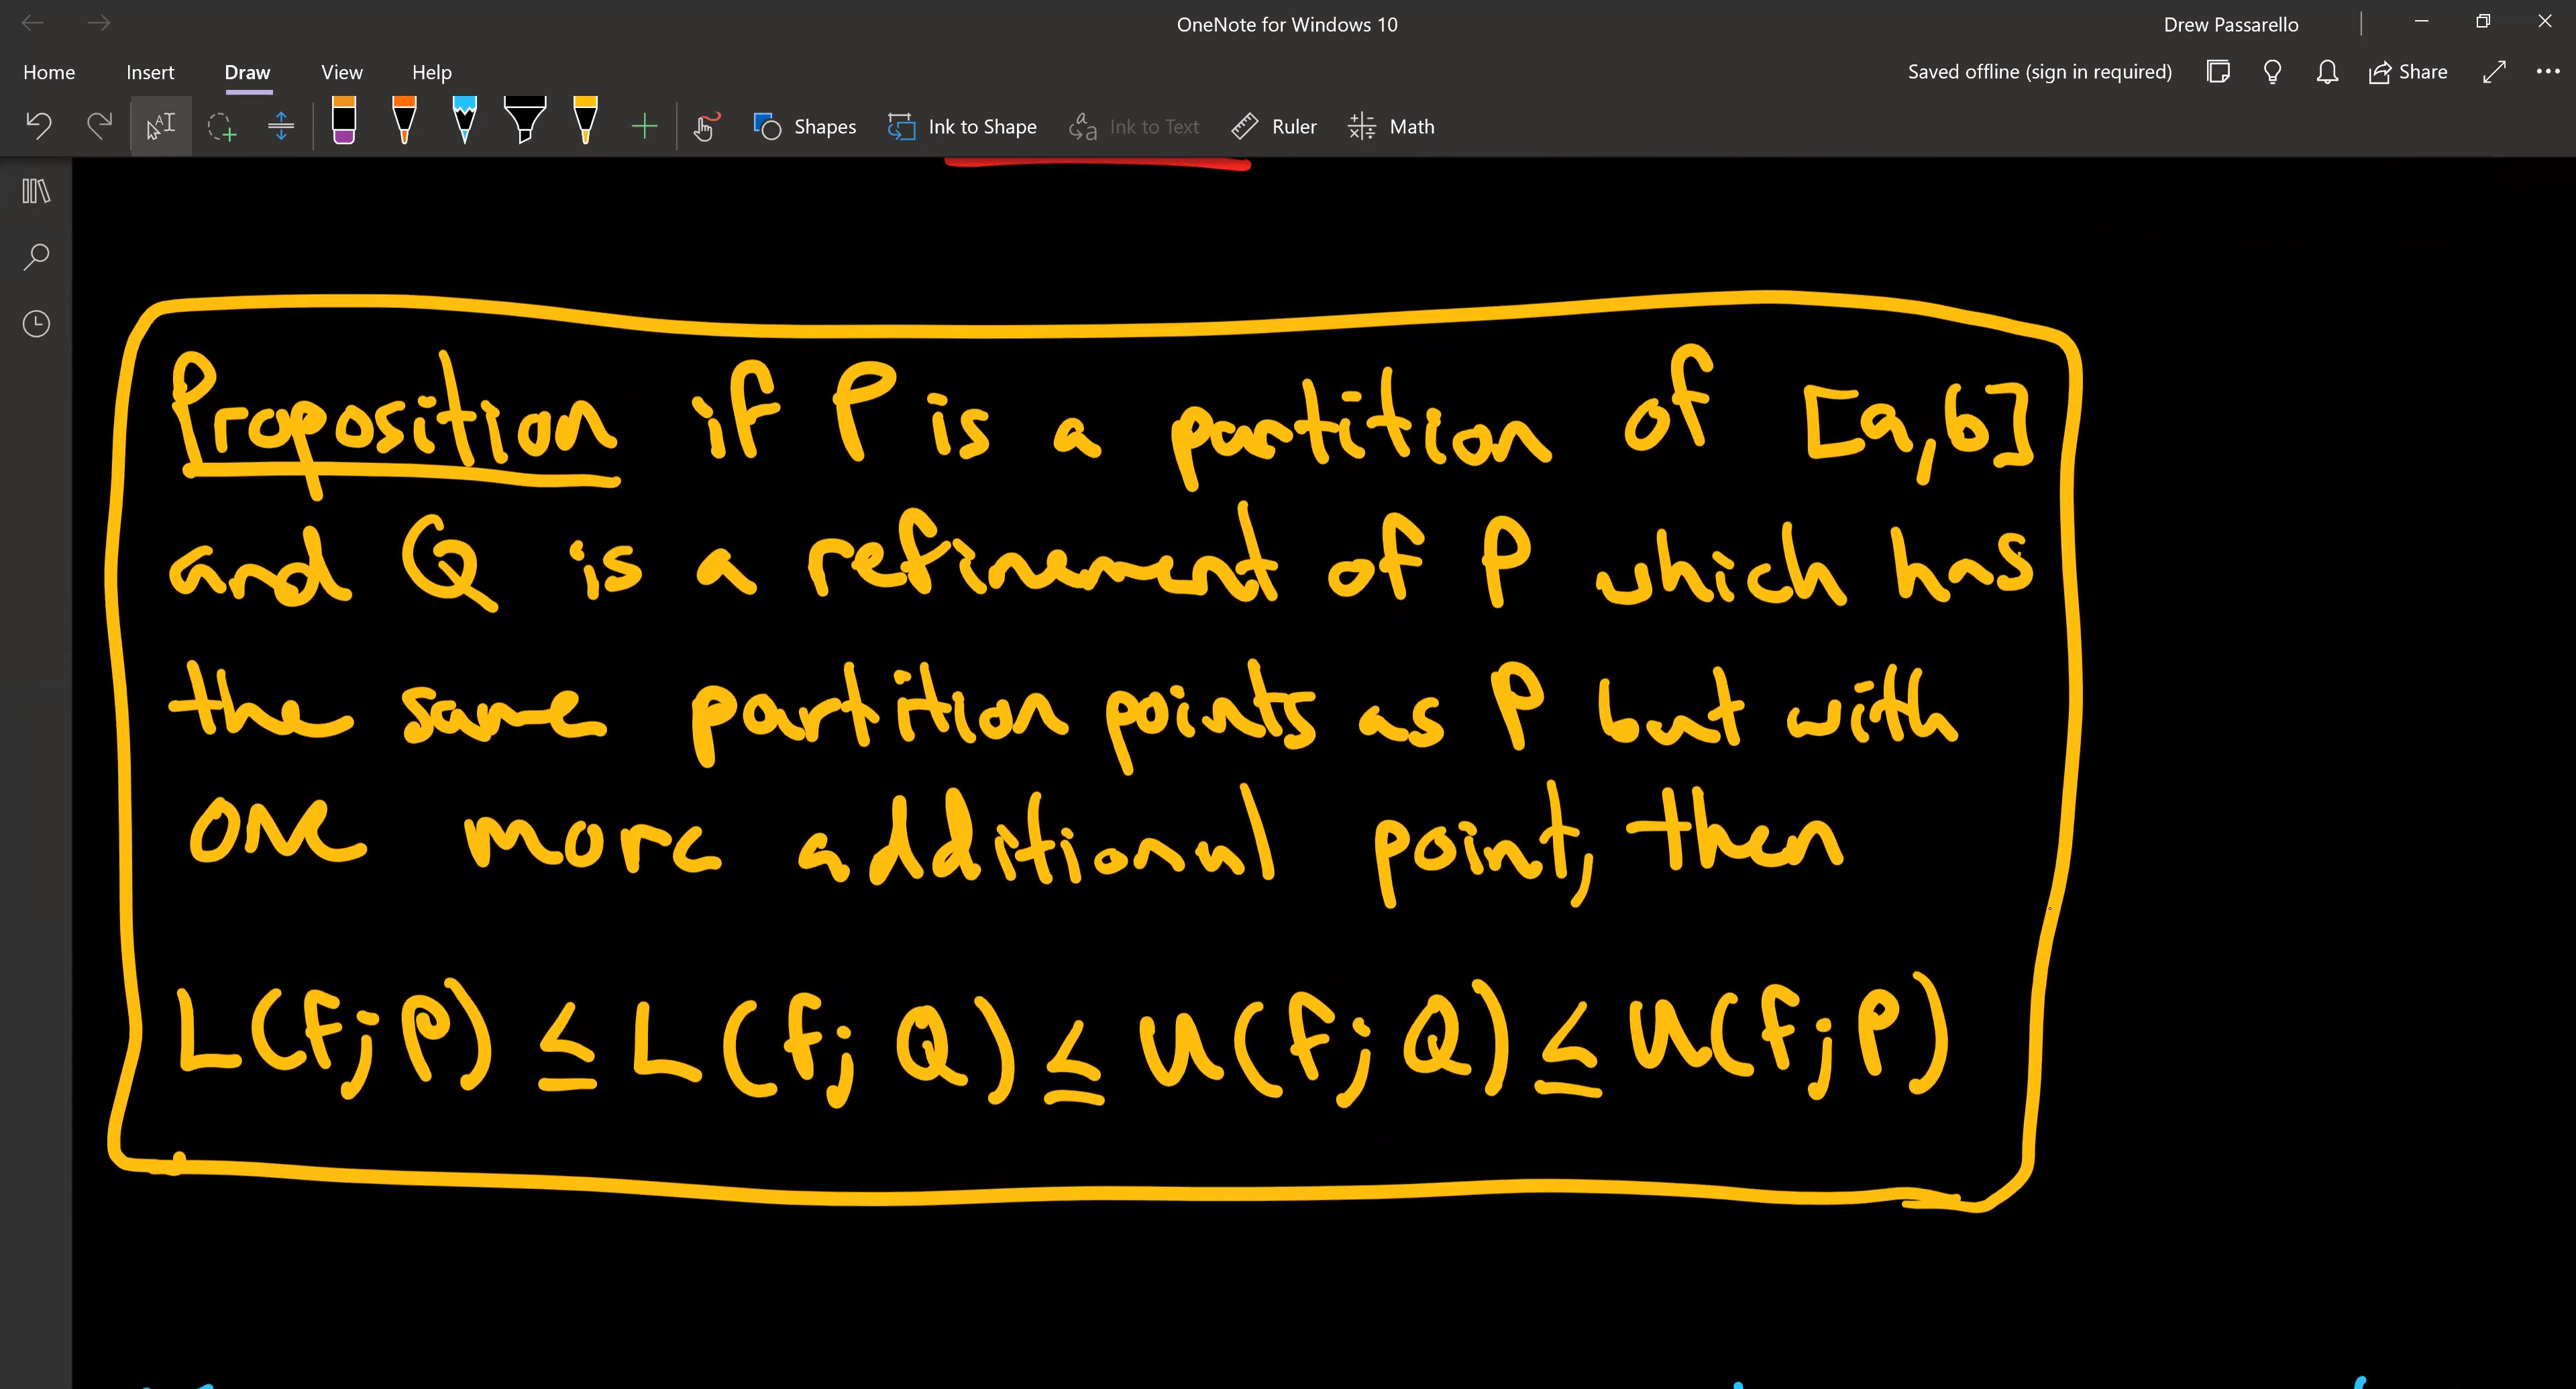 OneNote for Windows 10
Drew Passarello
Home Insert Draw View Help
Saved offline (sign in required)
Share
Shapes
Ink to Shape
Ink to Text
Ruler
Math
Proposition if P is a partition of [a,b]
and Q is a refinement of P which has
the same partition points as P but with
one more additional point, then
L(f;P) ≤ L(f;Q) ≤ U(f;Q) ≤ U(f;P)